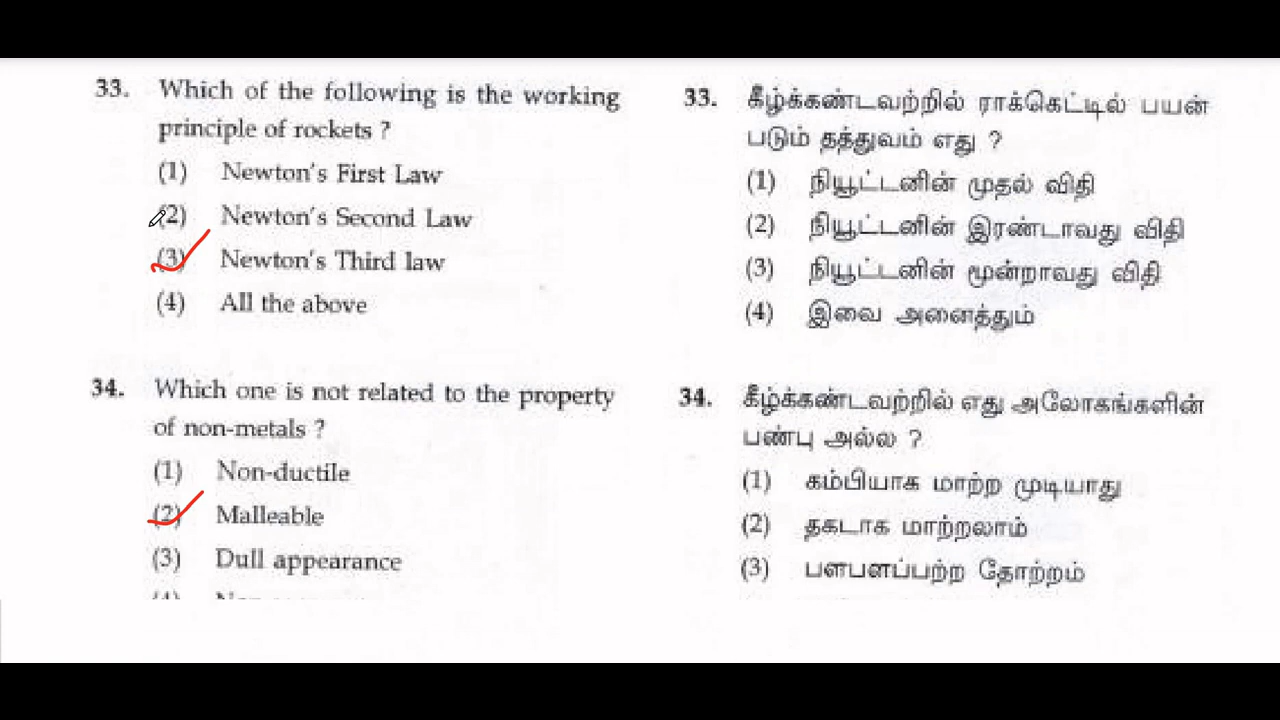 33. Which of the following is the working
principle of rockets ?
(1) Newton's First Law
(2) Newton's Second Law
(3) Newton's Third law
(4) All the above
34. Which one is not related to the property
of non-metals ?
(1) Non-ductile
(2) Malleable
(3) Dull appearance
33. கீழ்க்கண்டவற்றில் ராக்கெட்டில் பயன்
படும் தத்துவம் எது ?
(1) நியூட்டனின் முதல் விதி
(2) நியூட்டனின் இரண்டாவது விதி
(3) நியூட்டனின் மூன்றாவது விதி
(4) இவை அனைத்தும்
34. கீழ்க்கண்டவற்றில் எது அலோகங்களின்
பண்பு அல்ல ?
(1) கம்பியாக மாற்ற முடியாது
(2) தகடாக மாற்றலாம்
(3) பளபளப்பற்ற தோற்றம்